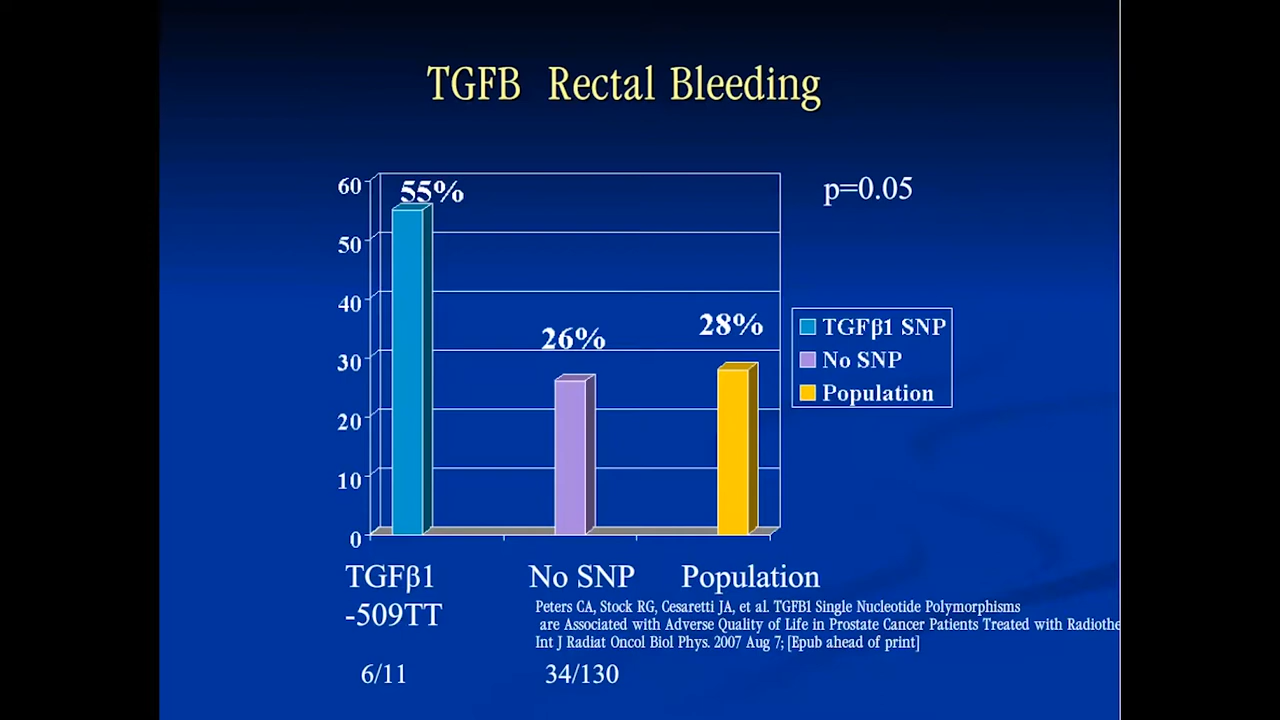 TGFB Rectal Bleeding
p=0.05
60
50
40
30
20
10
0
55%
26%
28%
TGFβ1 SNP
No SNP
Population
TGFβ1
-509TT
No SNP
Population
Peters CA, Stock RG, Cesaretti JA, et al. TGFB1 Single Nucleotide Polymorphisms
are Associated with Adverse Quality of Life in Prostate Cancer Patients Treated with Radiothe
Int J Radiat Oncol Biol Phys. 2007 Aug 7; [Epub ahead of print]
6/11
34/130